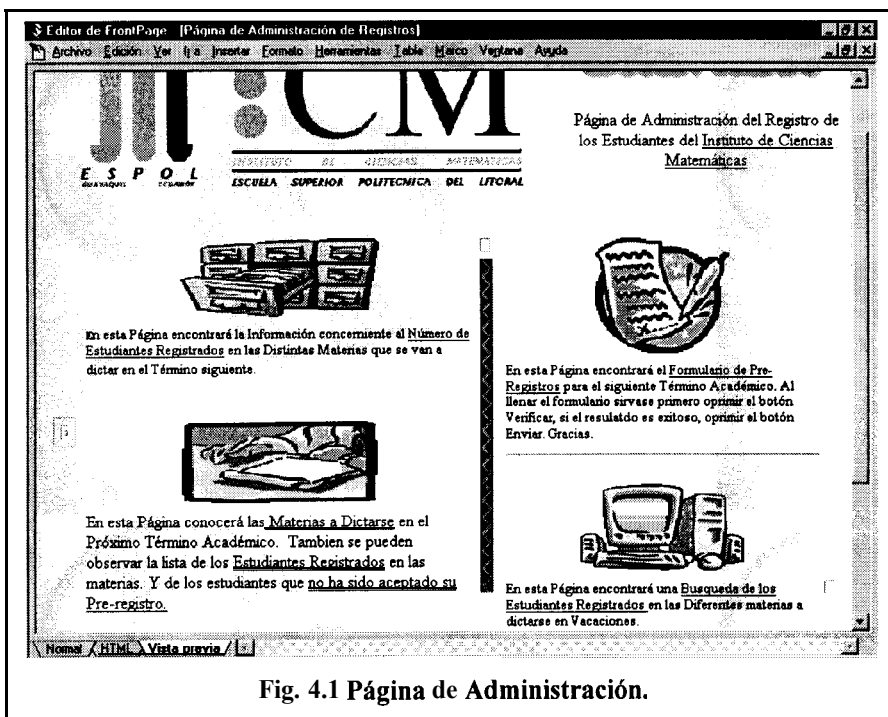 Editor de FrontPage - [Página de Administración de Registros]
Archivo Edición Ver Ir a Insertar Formato Herramientas Tabla Marco Ventana Ayuda
CM
INSTITUTO DE CIENCIAS MATEMATICAS
ESCUELA SUPERIOR POLITECNICA DEL LITORAL
E S P O L
GUAYAQUIL ECUADOR
Página de Administración del Registro de
los Estudiantes del Instituto de Ciencias
Matemáticas
En esta Página encontrará la Información concerniente al Número de
Estudiantes Registrados en las Distintas Materias que se van a
dictar en el Término siguiente.
En esta Página conocerá las Materias a Dictarse en el
Próximo Término Académico. Tambien se pueden
observar la lista de los Estudiantes Registrados en las
materias. Y de los estudiantes que no ha sido aceptado su
Pre-registro.
En esta Página encontrará el Formulario de Pre-
Registros para el siguiente Término Académico. Al
llenar el formulario sirvase primero oprimir el botón
Verificar, si el resulatdo es exitoso, oprimir el botón
Enviar. Gracias.
En esta Página encontrará una Busqueda de los
Estudiantes Registrados en las Diferentes materias a
dictarse en Vacaciones.
Normal HTML Vista previa
Fig. 4.1 Página de Administración.